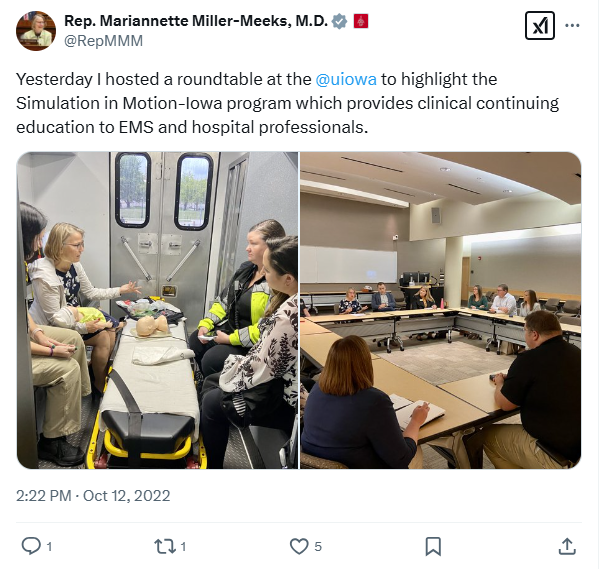 Rep. Mariannette Miller-Meeks, M.D.
@RepMMM
Yesterday I hosted a roundtable at the @uiowa to highlight the
Simulation in Motion-Iowa program which provides clinical continuing
education to EMS and hospital professionals.
2:22 PM · Oct 12, 2022
1
1
5